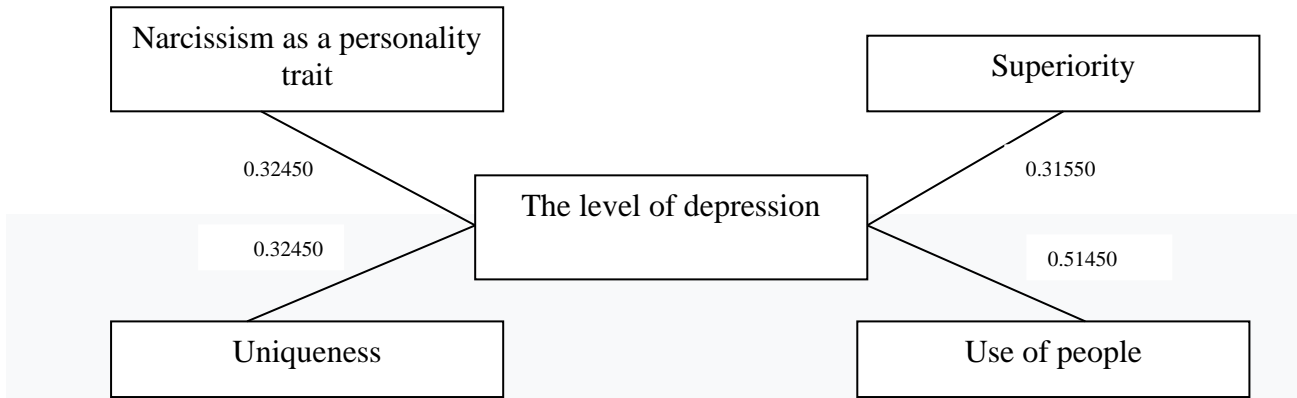 Narcissism as a personality
trait
Superiority
0.32450
0.31550
The level of depression
0.32450
0.51450
Uniqueness
Use of people